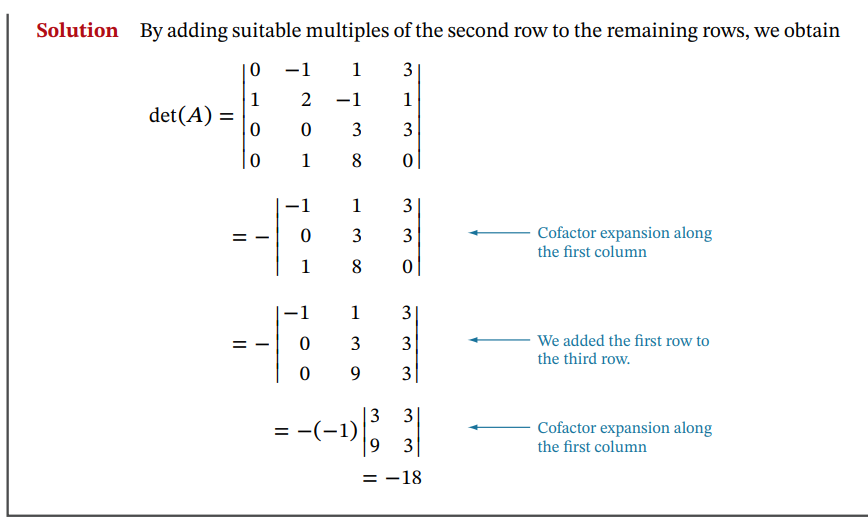 Solution By adding suitable multiples of the second row to the remaining rows, we obtain
|0 −1 1 3|
|1 2 −1 1|
det(A) =
|0 0 3 3|
|0 1 8 0|
|−1 1 3|
= − |0 3 3|
|1 8 0|
Cofactor expansion along
the first column
|−1 1 3|
= − |0 3 3|
|0 9 3|
We added the first row to
the third row.
= −(−1) |3 3|
|9 3|
Cofactor expansion along
the first column
= −18